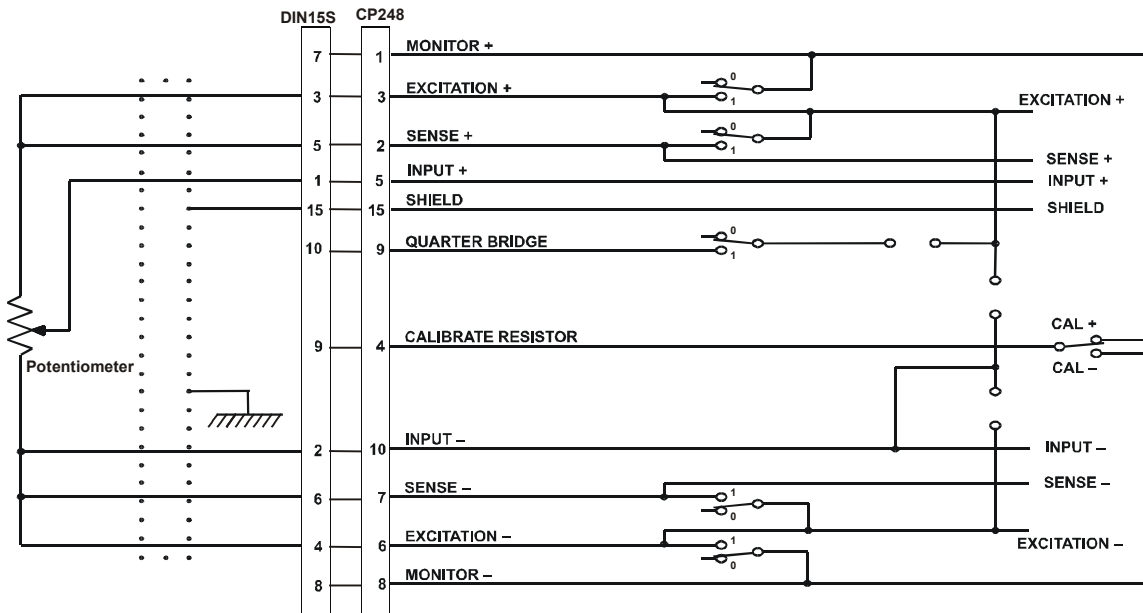 DIN15S CP248
7 1 MONITOR +
0
3 3 EXCITATION + 1 EXCITATION +
0
5 2 SENSE + 1
SENSE +
1 5 INPUT + INPUT +
15 15 SHIELD SHIELD
0
10 9 QUARTER BRIDGE 1
CAL +
9 4 CALIBRATE RESISTOR
Potentiometer CAL –
2 10 INPUT – INPUT –
SENSE –
6 7 SENSE – 1
0
4 6 EXCITATION – 1 EXCITATION –
0
8 8 MONITOR –